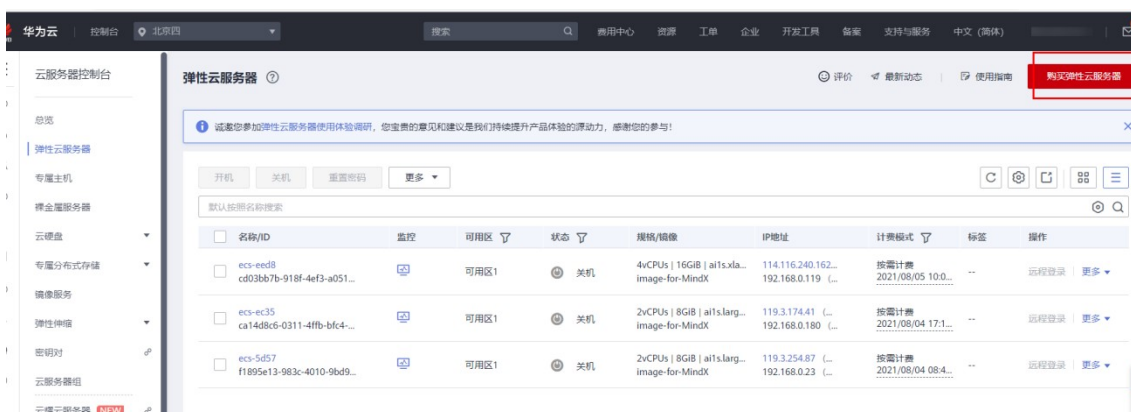 华为云 控制台 北京四 搜索 费用中心 资源 工单 企业 开发工具 备案 支持与服务 中文 (简体)
云服务器控制台
弹性云服务器 评价 最新动态 使用指南 购买弹性云服务器
总览
诚邀您参加弹性云服务器使用体验调研，您宝贵的意见和建议是我们持续提升产品体验的源动力，感谢您的参与！
弹性云服务器
专属主机
开机 关机 重置密码 更多
裸金属服务器
默认按照名称搜索
云硬盘
名称/ID 监控 可用区 状态 规格/镜像 IP地址 计费模式 标签 操作
专属分布式存储
ecs-eed8 可用区1 关机 4vCPUs | 16GiB | ai1s.xla... 114.116.240.162... 按需计费 -- 远程登录 更多
cd03bb7b-918f-4ef3-a051... image-for-MindX 192.168.0.119 (... 2021/08/05 10:0...
镜像服务
弹性伸缩
ecs-ec35 可用区1 关机 2vCPUs | 8GiB | ai1s.larg... 119.3.174.41 (... 按需计费 -- 远程登录 更多
ca14d8c6-0311-4ffb-bfc4-... image-for-MindX 192.168.0.180 (... 2021/08/04 17:1...
密钥对
ecs-5d57 可用区1 关机 2vCPUs | 8GiB | ai1s.larg... 119.3.254.87 (... 按需计费 -- 远程登录 更多
f1895e13-983c-4010-9bd9... image-for-MindX 192.168.0.23 (... 2021/08/04 08:4...
云服务器组
NEW